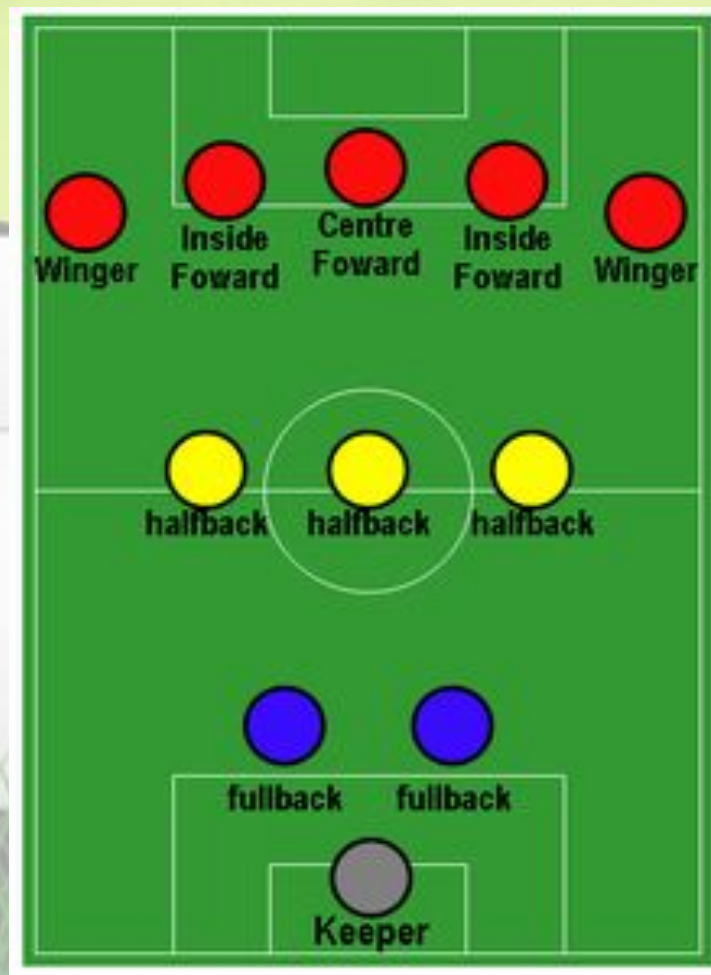 Centre
Foward
Inside
Foward
Inside
Foward
Winger
Winger
halfback
halfback
halfback
fullback
fullback
Keeper